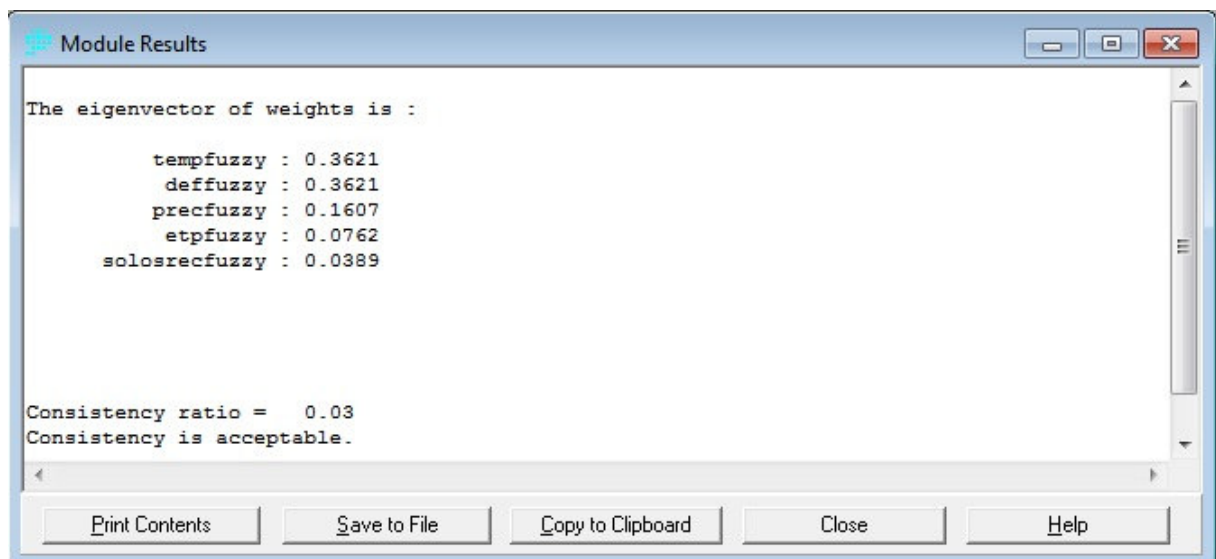 Module Results
The eigenvector of weights is :
tempfuzzy : 0.3621
deffuzzy : 0.3621
precfuzzy : 0.1607
etpfuzzy : 0.0762
solosrecfuzzy : 0.0389
Consistency ratio = 0.03
Consistency is acceptable.
Print Contents Save to File Copy to Clipboard Close Help